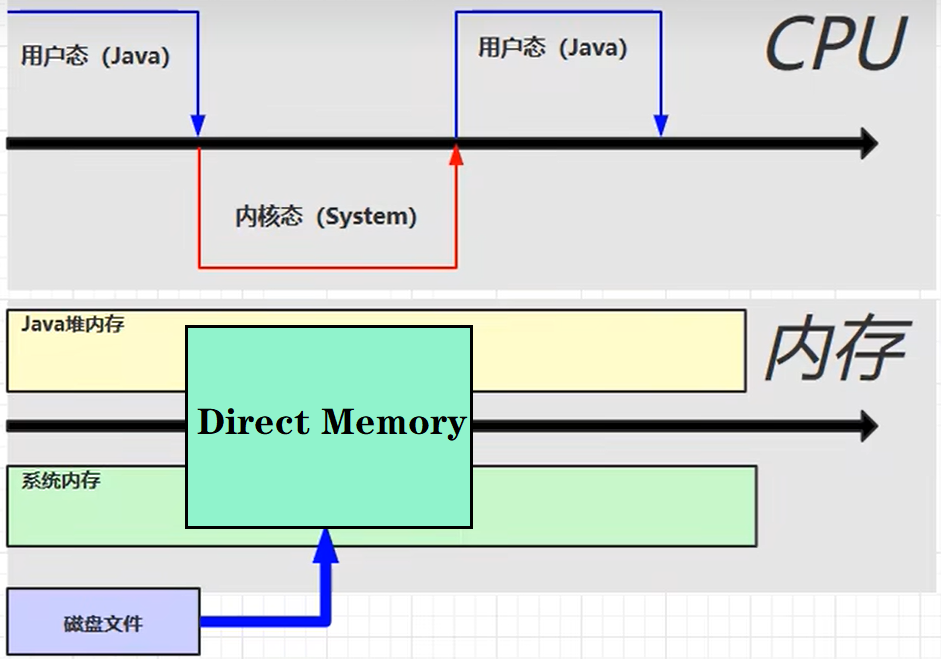 用户态（Java）
用户态（Java）
CPU
内核态（System）
Java堆内存
内存
Direct Memory
系统内存
磁盘文件